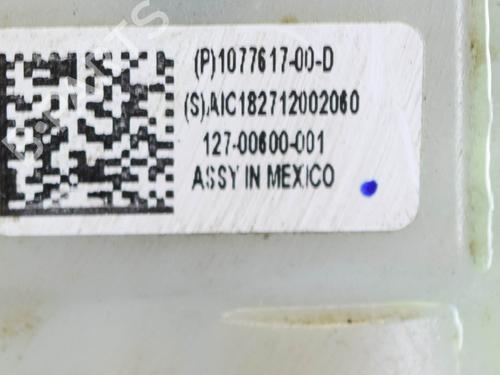 (P)1077617-00-D
(S)AIC182712002060
127-00600-001
ASSY IN MEXICO